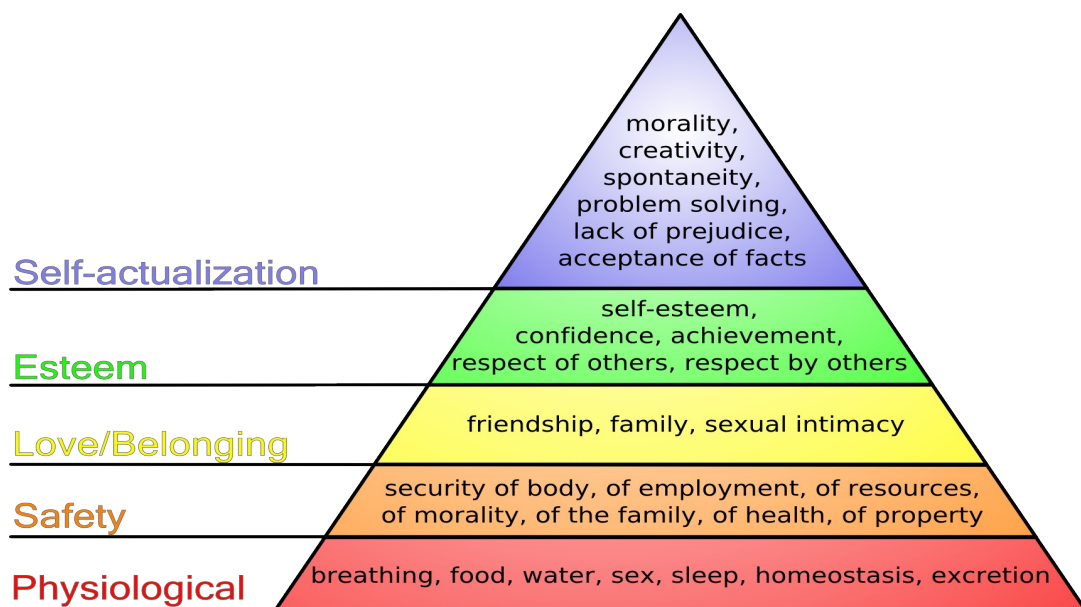 morality,
creativity,
spontaneity,
problem solving,
lack of prejudice,
acceptance of facts
Self-actualization
self-esteem,
confidence, achievement,
respect of others, respect by others
Esteem
friendship, family, sexual intimacy
Love/Belonging
security of body, of employment, of resources,
of morality, of the family, of health, of property
Safety
breathing, food, water, sex, sleep, homeostasis, excretion
Physiological